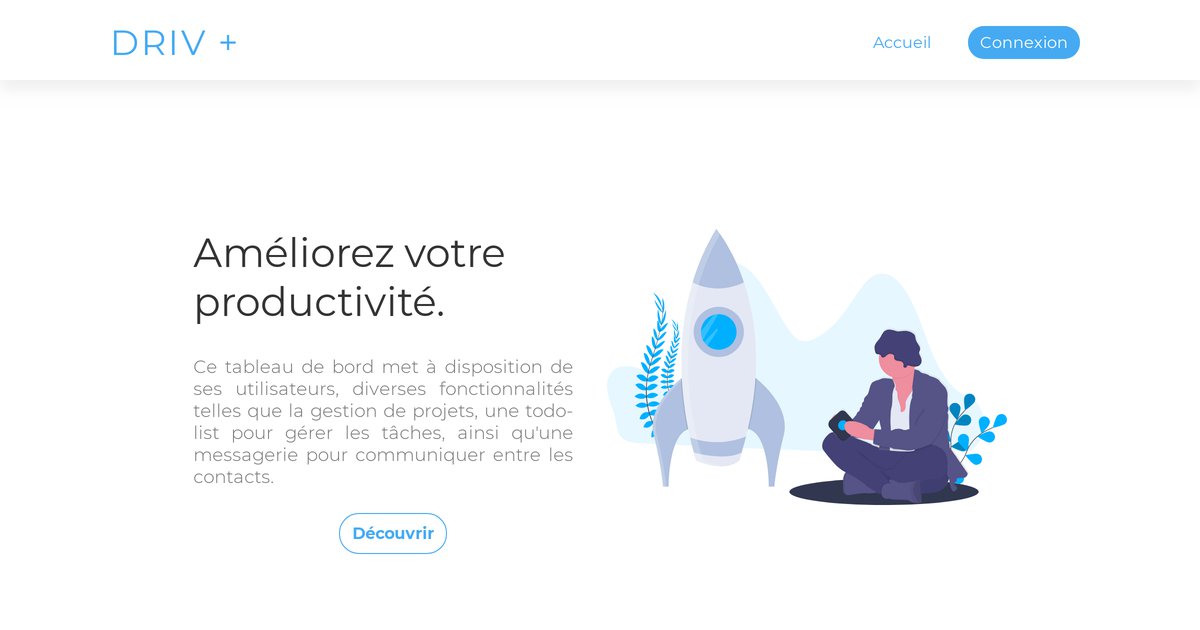 DRIV +
Accueil
Connexion
Améliorez votre
productivité.
Ce tableau de bord met à disposition de
ses utilisateurs, diverses fonctionnalités
telles que la gestion de projets, une todo-
list pour gérer les tâches, ainsi qu'une
messagerie pour communiquer entre les
contacts.
Découvrir